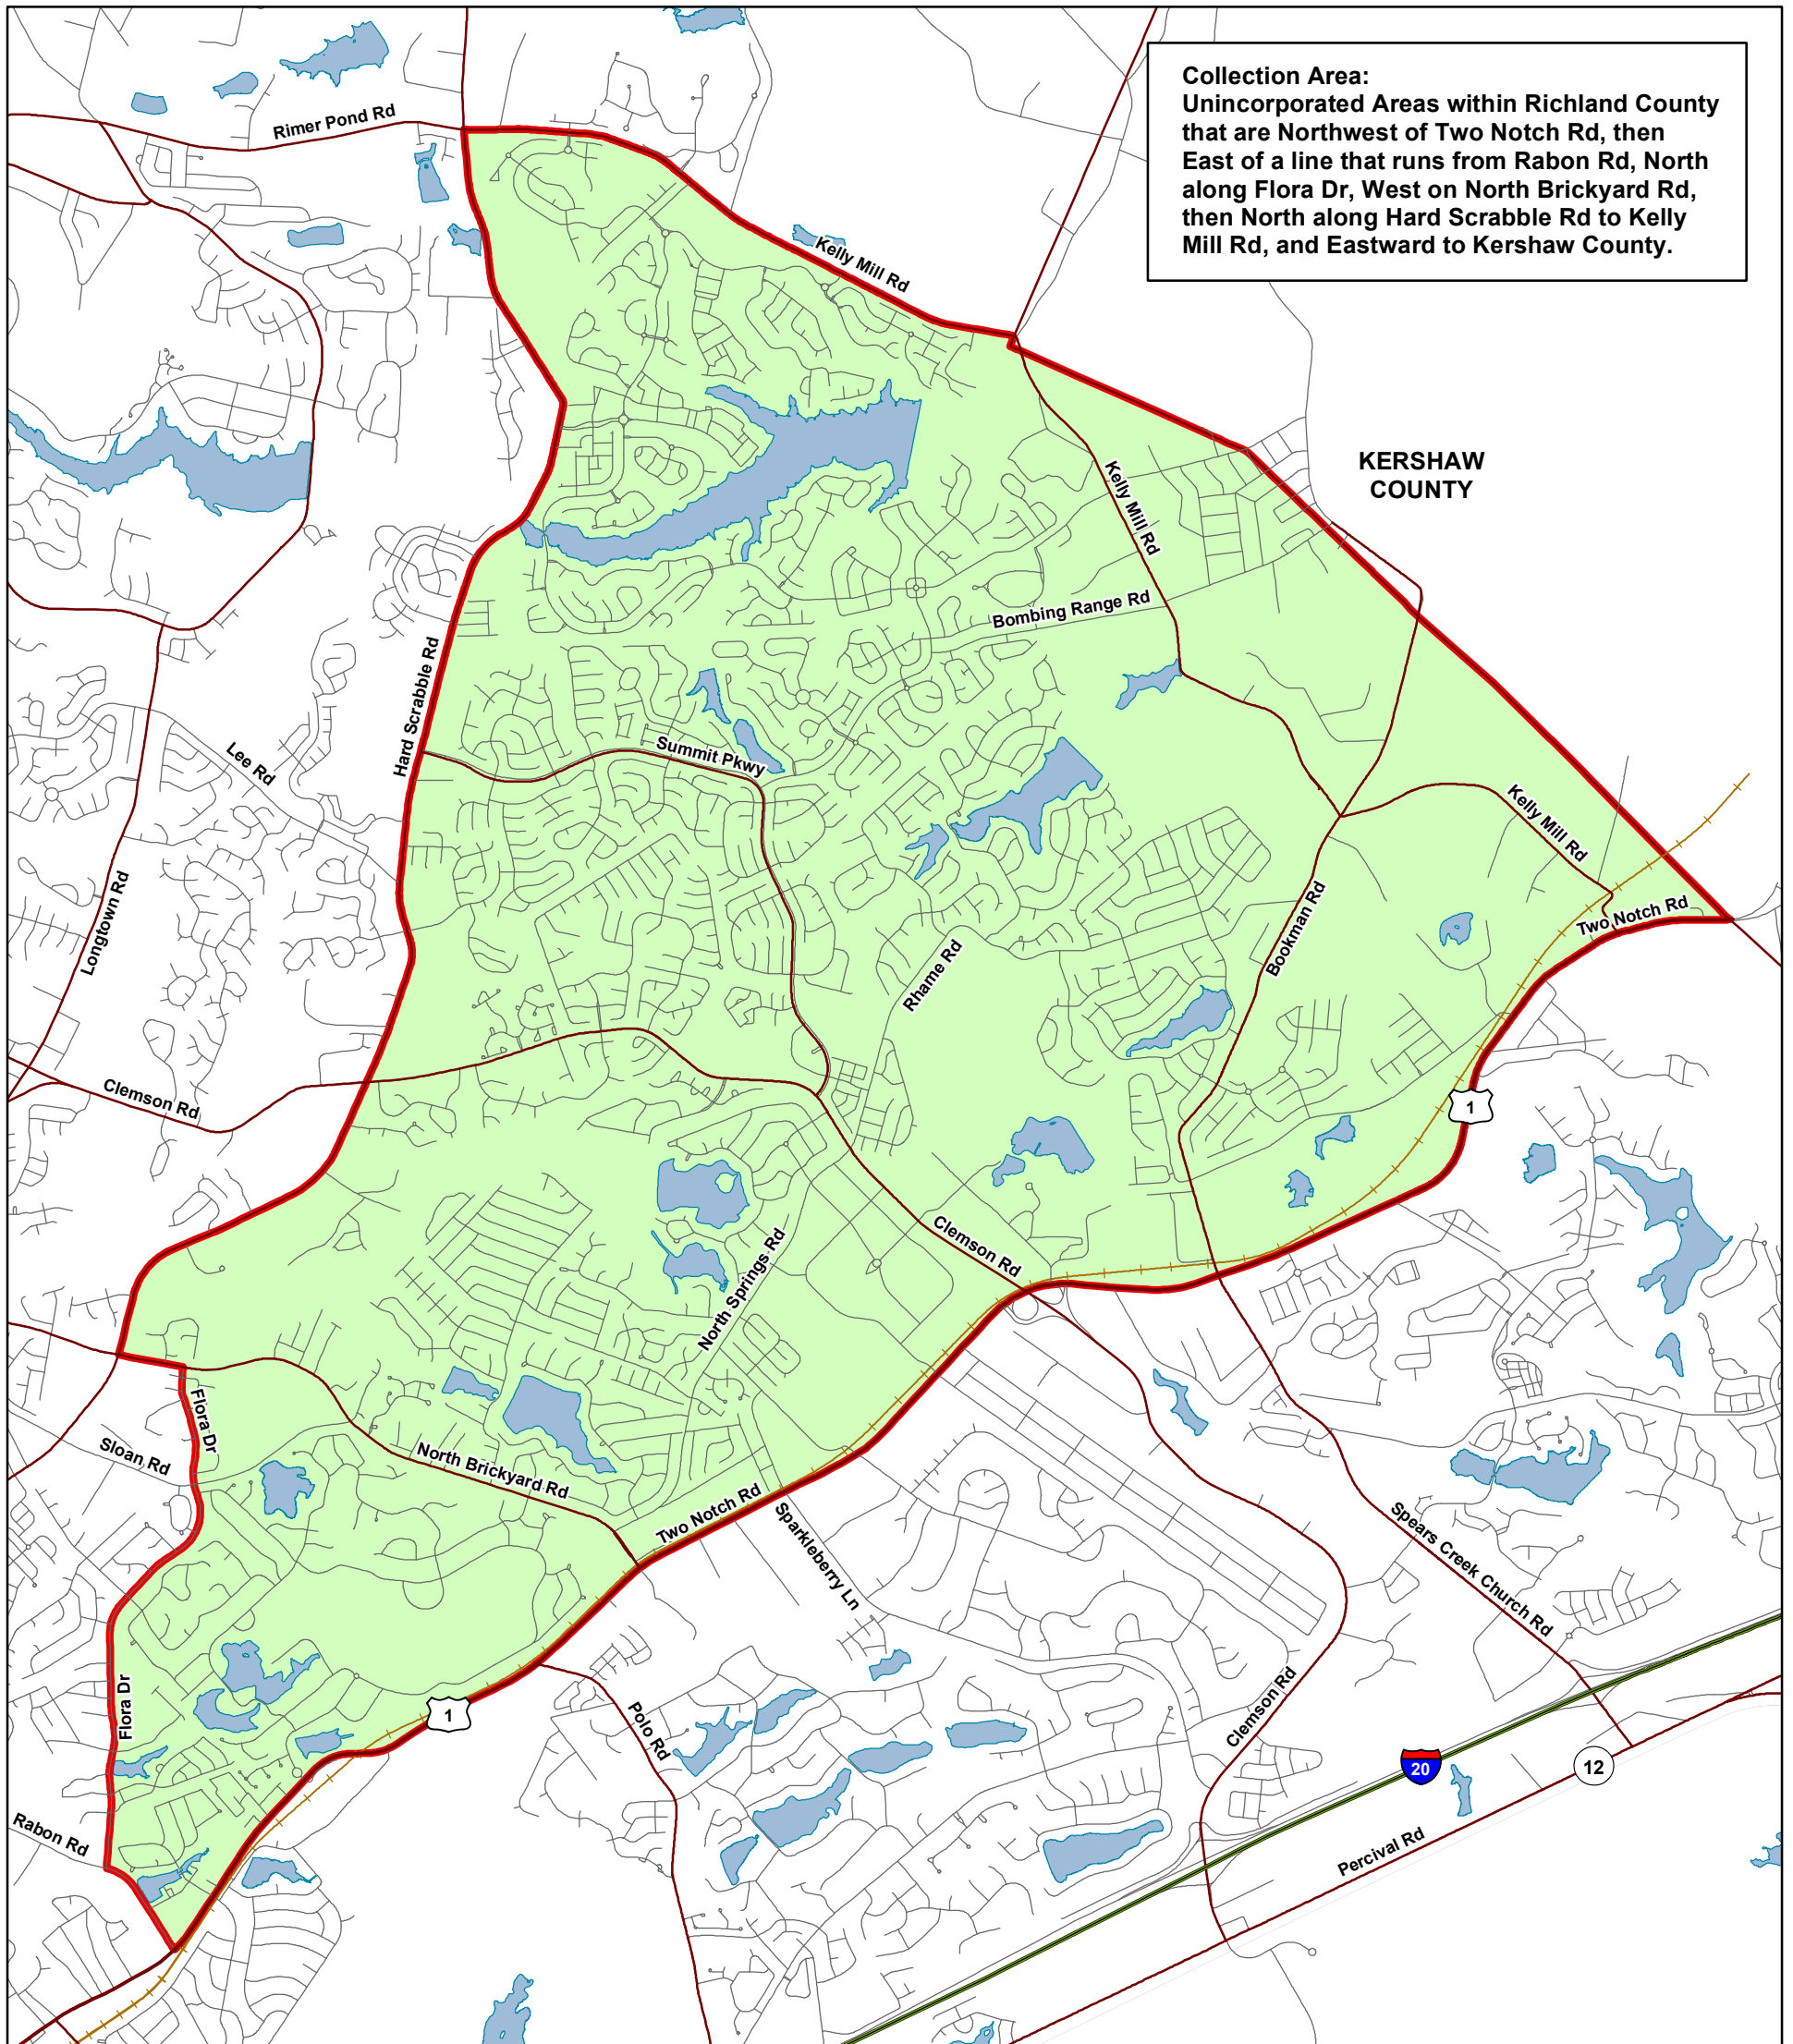 Collection Area:
Unincorporated Areas within Richland County
that are Northwest of Two Notch Rd, then
East of a line that runs from Rabon Rd, North
along Flora Dr, West on North Brickyard Rd,
then North along Hard Scrabble Rd to Kelly
Mill Rd, and Eastward to Kershaw County.
Rimer Pond Rd
Kelly Mill Rd
KERSHAW
COUNTY
Kelly Mill Rd
Bombing Range Rd
Hard Scrabble Rd
Summit Pkwy
Lee Rd
Kelly Mill Rd
Longtown Rd
Two Notch Rd
Bookman Rd
Rhame Rd
Clemson Rd
1
Clemson Rd
North Springs Rd
Flora Dr
Sloan Rd
North Brickyard Rd
Two Notch Rd
Sparkleberry Ln
Spears Creek Church Rd
Flora Dr
1
Polo Rd
Clemson Rd
20
12
Rabon Rd
Percival Rd